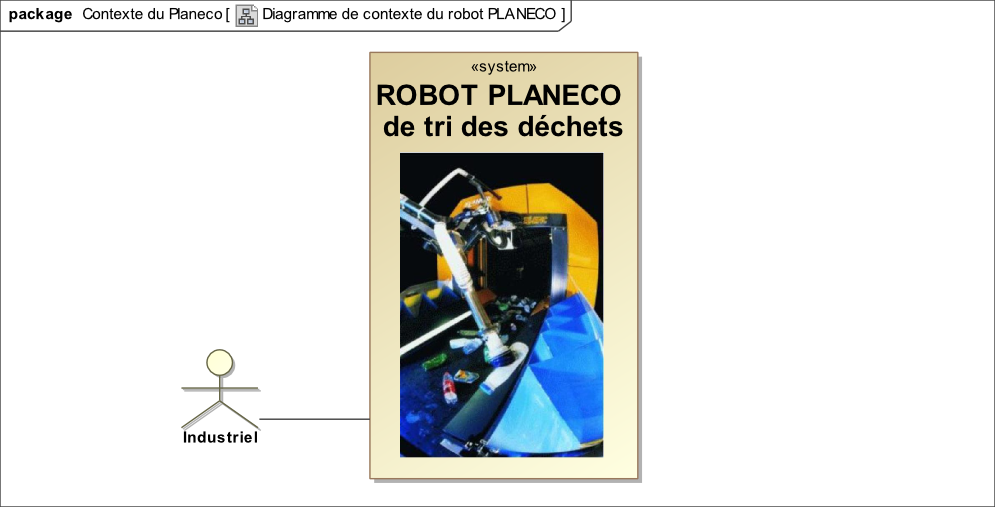 package Contexte du Planeco [ Diagramme de contexte du robot PLANECO ]
«system»
ROBOT PLANECO
de tri des déchets
Industriel